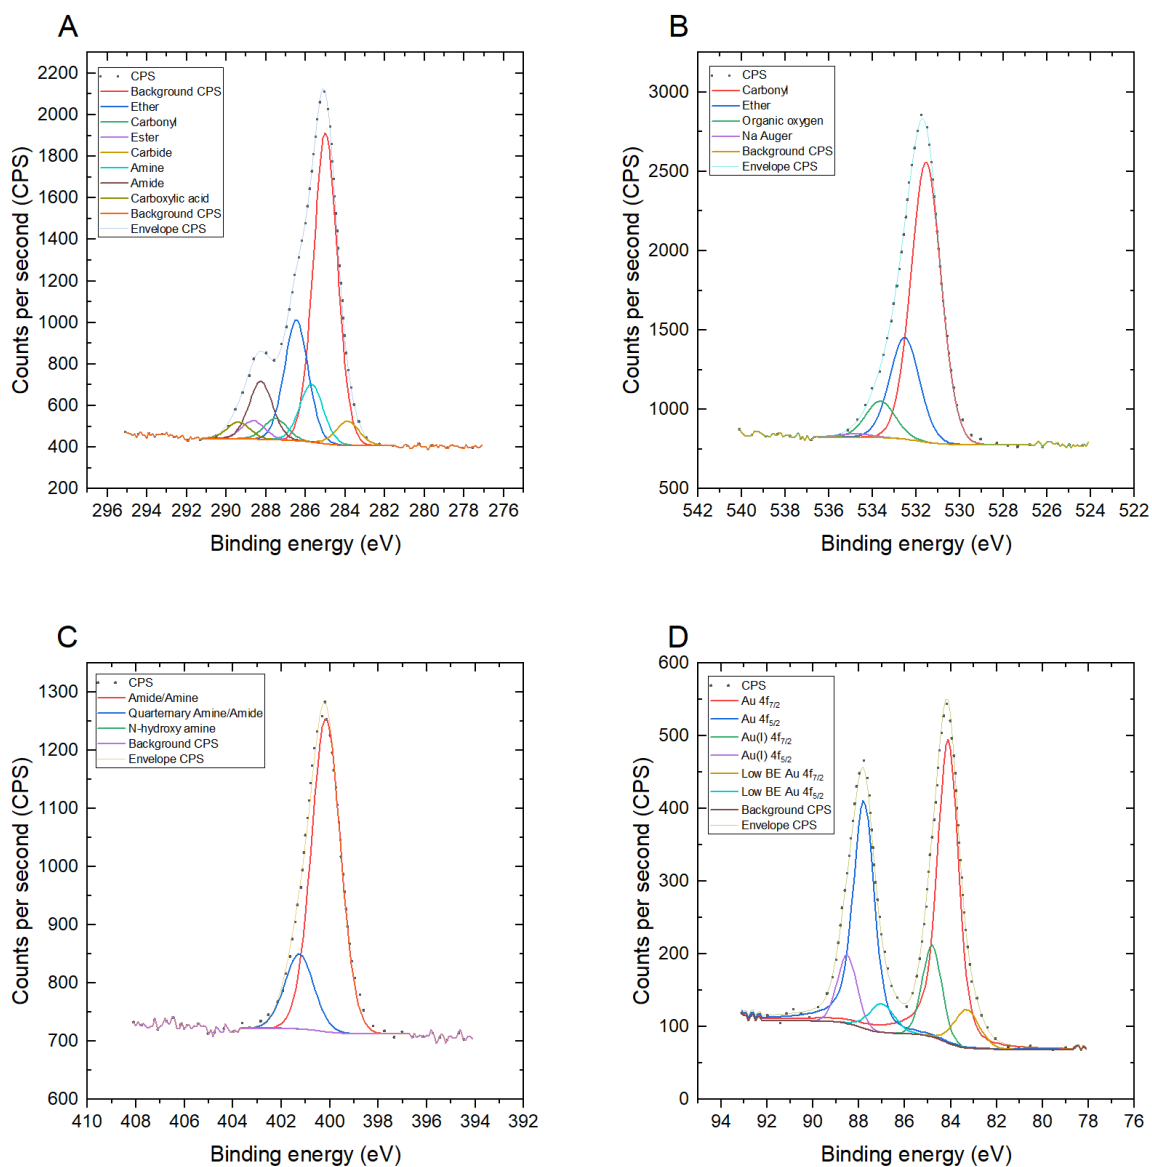 A
Counts per second (CPS)
2200
2000
1800
1600
1400
1200
1000
800
600
400
200
CPS
Background CPS
Ether
Carbonyl
Ester
Carbide
Amine
Amide
Carboxylic acid
Background CPS
Envelope CPS
296 294 292 290 288 286 284 282 280 278 276
Binding energy (eV)
B
Counts per second (CPS)
3000
2500
2000
1500
1000
500
CPS
Carbonyl
Ether
Organic oxygen
Na Auger
Background CPS
Envelope CPS
542 540 538 536 534 532 530 528 526 524 522
Binding energy (eV)
C
Counts per second (CPS)
1300
1200
1100
1000
900
800
700
600
CPS
Amide/Amine
Quarternary Amine/Amide
N-hydroxy amine
Background CPS
Envelope CPS
410 408 406 404 402 400 398 396 394 392
Binding energy (eV)
D
Counts per second (CPS)
600
500
400
300
200
100
0
CPS
Au 4f7/2
Au 4f5/2
Au(I) 4f7/2
Au(I) 4f5/2
Low BE Au 4f7/2
Low BE Au 4f5/2
Background CPS
Envelope CPS
94 92 90 88 86 84 82 80 78 76
Binding energy (eV)